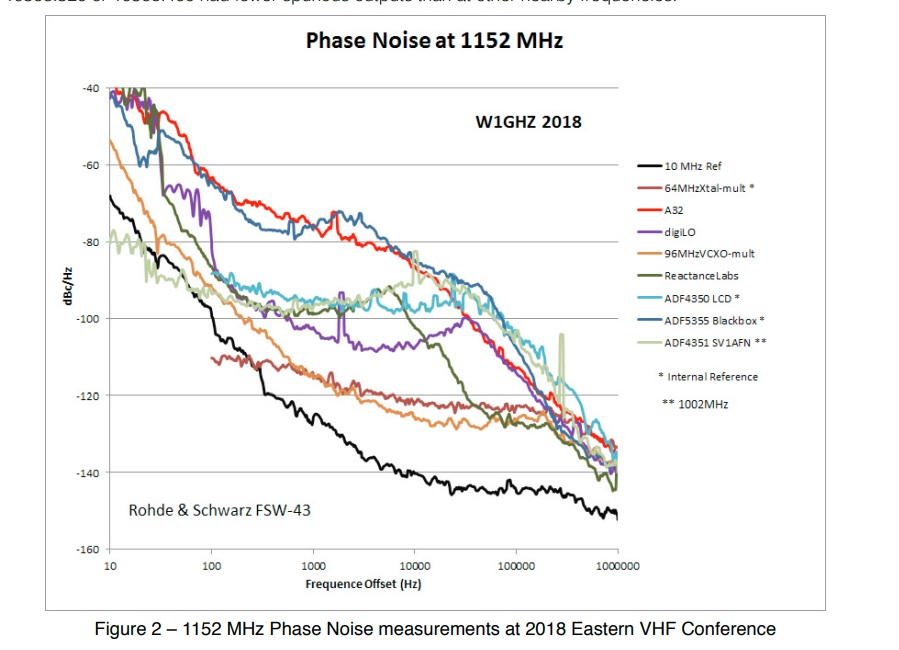 Phase Noise at 1152 MHz
W1GHZ 2018
-40
-60
-80
-100
-120
-140
-160
dBc/Hz
10 MHz Ref
64MHzXtal-mult *
A32
digiLO
96MHzVCXO-mult
ReactanceLabs
ADF4350 LCD *
ADF5355 Blackbox *
ADF4351 SV1AFN **
* Internal Reference
** 1002MHz
Rohde & Schwarz FSW-43
10
100
1000
10000
100000
1000000
Frequence Offset (Hz)
Figure 2 – 1152 MHz Phase Noise measurements at 2018 Eastern VHF Conference